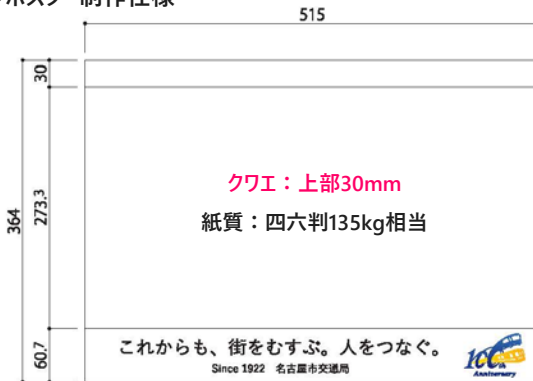 ポスター 制作仕様
515
30
クワエ：上部30mm
紙質：四六判135kg相当
273.3
364
60.7
これからも、街をむすぶ。人をつなぐ。
Since 1922 名古屋市交通局
100th
Anniversary